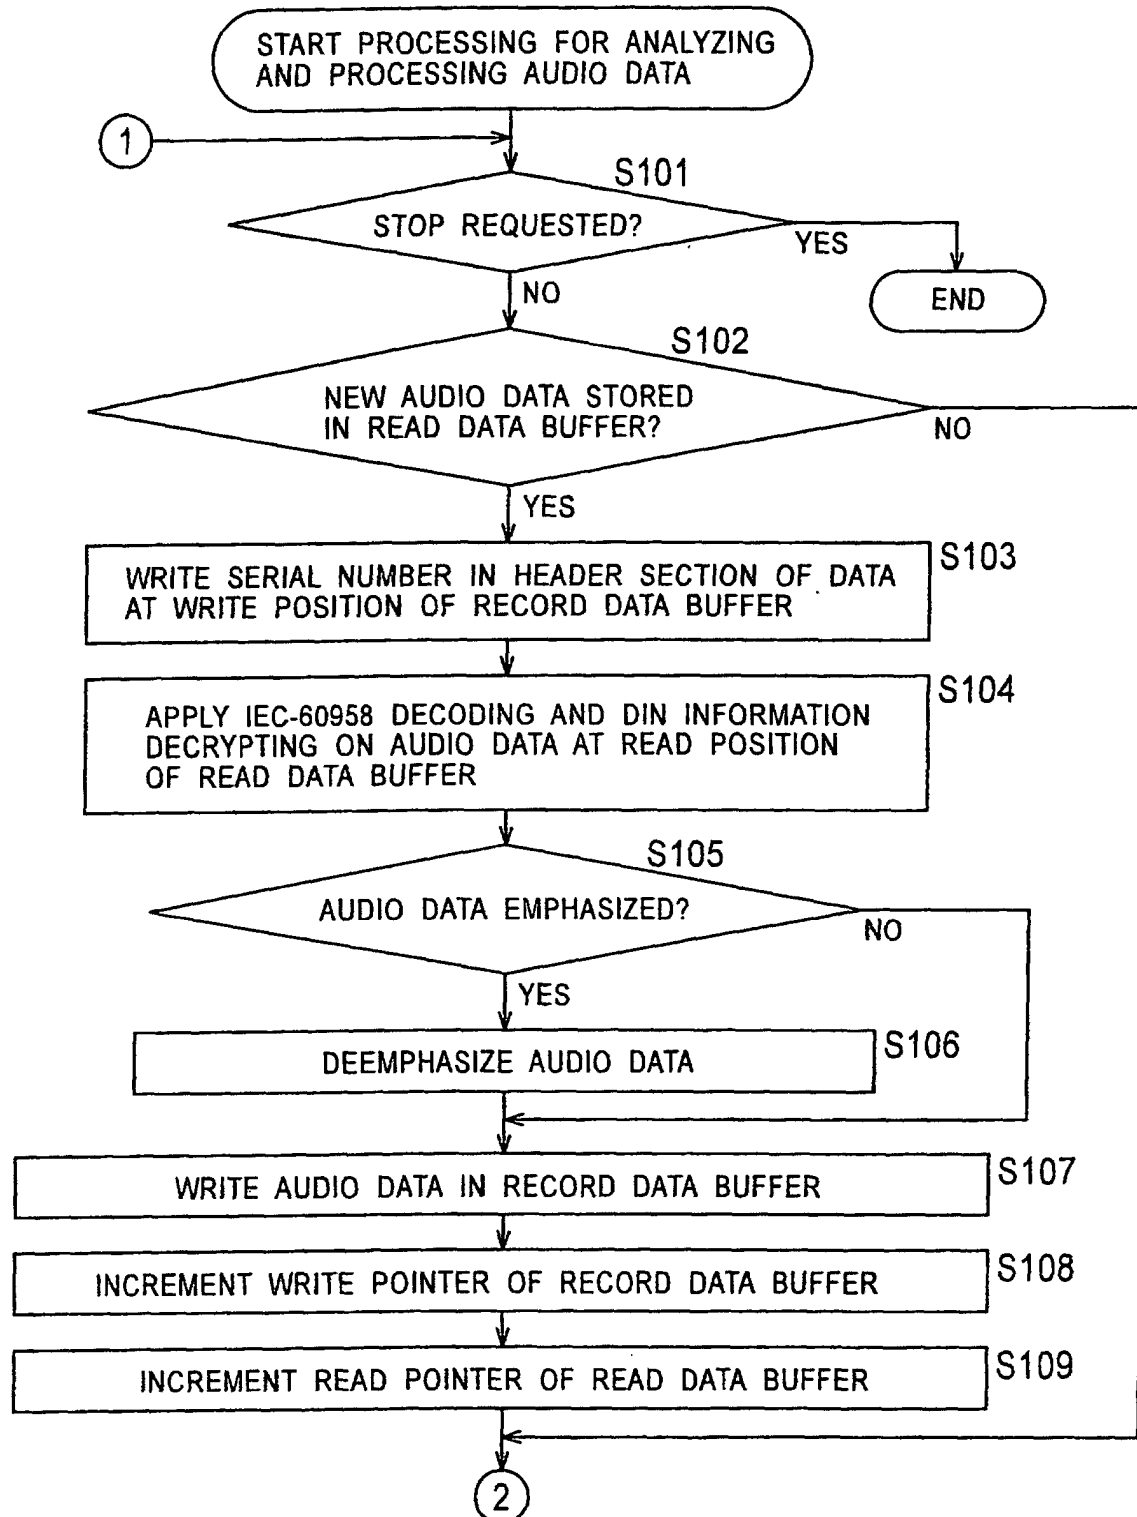 START PROCESSING FOR ANALYZING
AND PROCESSING AUDIO DATA
1
S101
STOP REQUESTED?
YES
NO
END
S102
NEW AUDIO DATA STORED
IN READ DATA BUFFER?
NO
YES
S103
WRITE SERIAL NUMBER IN HEADER SECTION OF DATA
AT WRITE POSITION OF RECORD DATA BUFFER
S104
APPLY IEC-60958 DECODING AND DIN INFORMATION
DECRYPTING ON AUDIO DATA AT READ POSITION
OF READ DATA BUFFER
S105
AUDIO DATA EMPHASIZED?
NO
YES
S106
DEEMPHASIZE AUDIO DATA
S107
WRITE AUDIO DATA IN RECORD DATA BUFFER
S108
INCREMENT WRITE POINTER OF RECORD DATA BUFFER
S109
INCREMENT READ POINTER OF READ DATA BUFFER
2